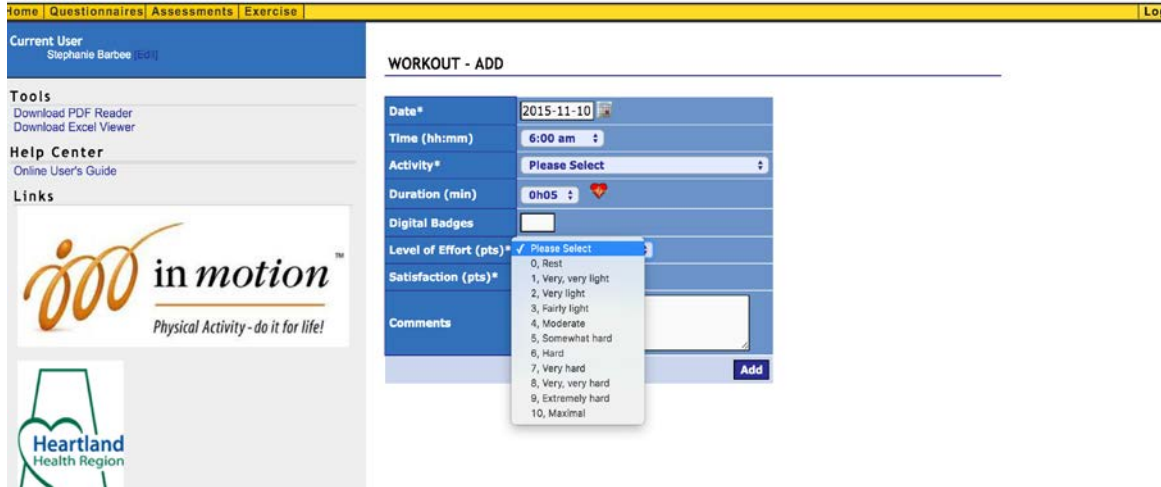 Home Questionnaires Assessments Exercise
Current User
Stephanie Barbee [Edit]
Tools
Download PDF Reader
Download Excel Viewer
Help Center
Online User's Guide
Links
in motion ™
Physical Activity - do it for life!
Heartland
Health Region
WORKOUT - ADD
Date* 2015-11-10
Time (hh:mm) 6:00 am
Activity* Please Select
Duration (min) 0h05
Digital Badges
Level of Effort (pts)* ✓ Please Select
0, Rest
1, Very, very light
2, Very light
3, Fairly light
4, Moderate
5, Somewhat hard
6, Hard
7, Very hard
8, Very, very hard
9, Extremely hard
10, Maximal
Satisfaction (pts)*
Comments
Add